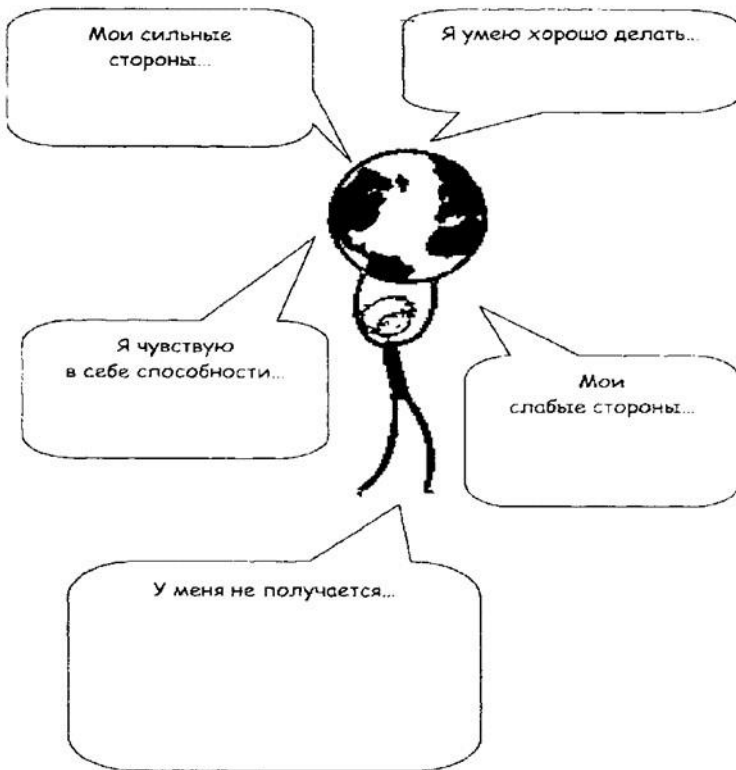 Мои сильные
стороны...
Я умею хорошо делать...
Я чувствую
в себе способности...
Мои
слабые стороны...
У меня не получается...